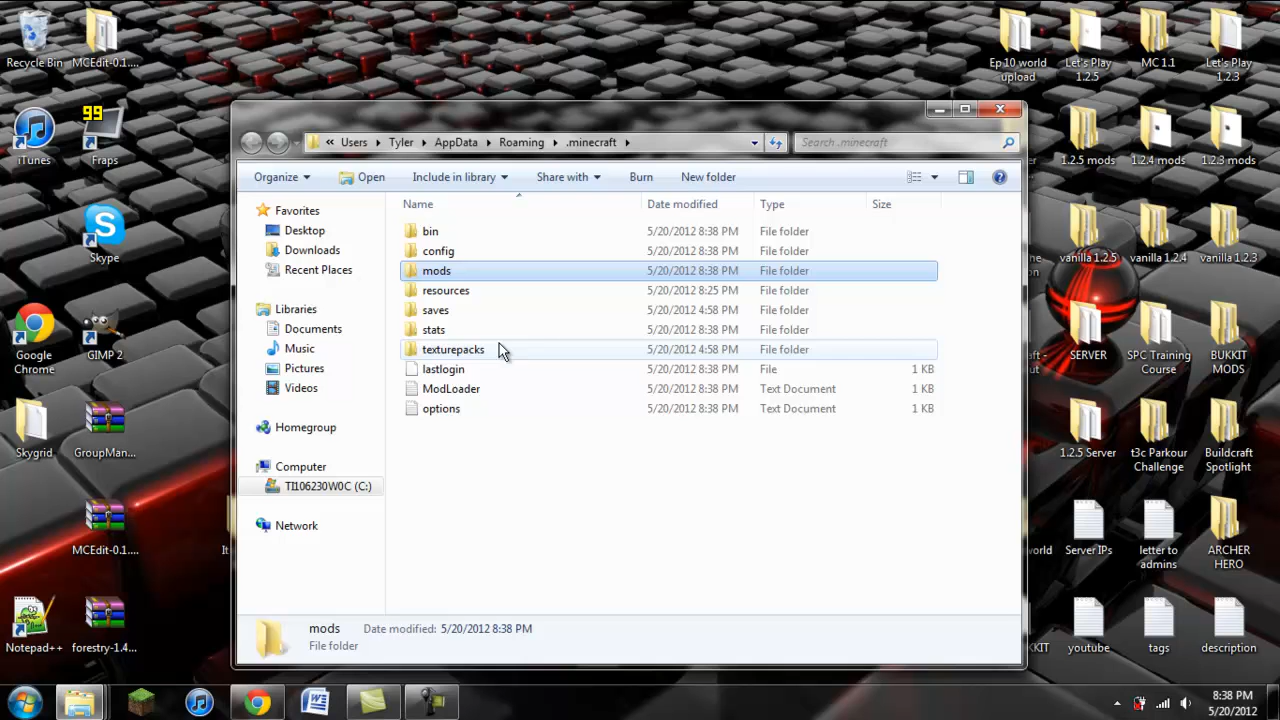 Recycle Bin
MCEdit-0.1....
iTunes
99
Fraps
Skype
Google Chrome
GIMP 2
Skygrid
GroupMan...
MCEdit-0.1....
Notepad++
forestry-1.4...
« Users ▸ Tyler ▸ AppData ▸ Roaming ▸ .minecraft ▸
Search .minecraft
Organize Open Include in library Share with Burn New folder
Name Date modified Type Size
bin 5/20/2012 8:38 PM File folder
config 5/20/2012 8:38 PM File folder
mods 5/20/2012 8:38 PM File folder
resources 5/20/2012 8:25 PM File folder
saves 5/20/2012 4:58 PM File folder
stats 5/20/2012 8:38 PM File folder
texturepacks 5/20/2012 4:58 PM File folder
lastlogin 5/20/2012 8:38 PM File 1 KB
ModLoader 5/20/2012 8:38 PM Text Document 1 KB
options 5/20/2012 8:38 PM Text Document 1 KB
Favorites
Desktop
Downloads
Recent Places
Libraries
Documents
Music
Pictures
Videos
Homegroup
Computer
TI106230W0C (C:)
Network
mods Date modified: 5/20/2012 8:38 PM
File folder
Ep 10 world upload
Let's Play 1.2.5
MC 1.1
Let's Play 1.2.3
1.2.5 mods
1.2.4 mods
1.2.3 mods
vanilla 1.2.5
vanilla 1.2.4
vanilla 1.2.3
SERVER
SPC Training Course
BUKKIT MODS
1.2.5 Server
t3c Parkour Challenge
Buildcraft Spotlight
world
Server IPs
letter to admins
ARCHER HERO
KKIT
youtube
tags
description
8:38 PM
5/20/2012